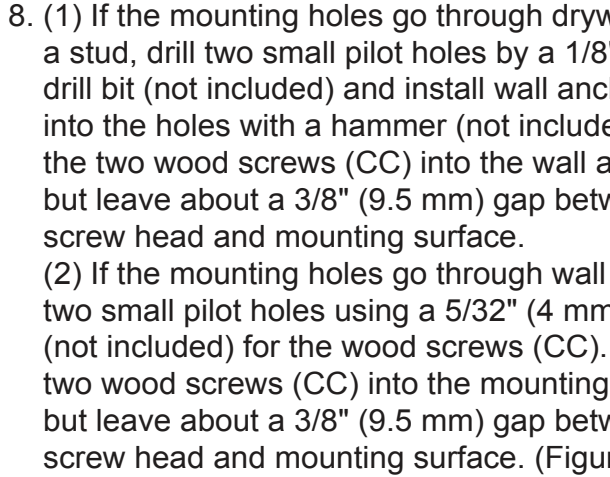 8. (1) If the mounting holes go through dryw
a stud, drill two small pilot holes by a 1/8"
drill bit (not included) and install wall anc
into the holes with a hammer (not include
the two wood screws (CC) into the wall a
but leave about a 3/8" (9.5 mm) gap betw
screw head and mounting surface.
(2) If the mounting holes go through wall
two small pilot holes using a 5/32" (4 mm
(not included) for the wood screws (CC).
two wood screws (CC) into the mounting
but leave about a 3/8" (9.5 mm) gap betw
screw head and mounting surface. (Figur